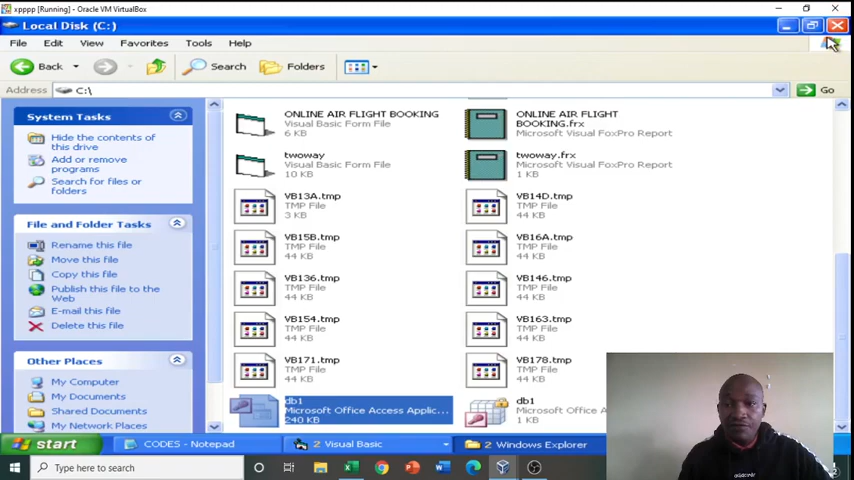 xpppp [Running] - Oracle VM VirtualBox
Local Disk (C:)
File Edit View Favorites Tools Help
Back Search Folders
Address C:\ Go
System Tasks
Hide the contents of
this drive
Add or remove
programs
Search for files or
folders
File and Folder Tasks
Rename this file
Move this file
Copy this file
Publish this file to the
Web
E-mail this file
Delete this file
Other Places
My Computer
My Documents
Shared Documents
My Network Places
ONLINE AIR FLIGHT BOOKING
Visual Basic Form File
6 KB
ONLINE AIR FLIGHT
BOOKING.frx
Microsoft Visual FoxPro Report
twoway
Visual Basic Form File
10 KB
twoway.frx
Microsoft Visual FoxPro Report
1 KB
VB13A.tmp
TMP File
3 KB
VB14D.tmp
TMP File
44 KB
VB15B.tmp
TMP File
44 KB
VB16A.tmp
TMP File
44 KB
VB136.tmp
TMP File
44 KB
VB146.tmp
TMP File
44 KB
VB154.tmp
TMP File
44 KB
VB163.tmp
TMP File
44 KB
VB171.tmp
TMP File
44 KB
VB178.tmp
TMP File
44 KB
db1
Microsoft Office Access Applic...
240 KB
db1
Microsoft Office A
1 KB
start CODES - Notepad 2 Visual Basic 2 Windows Explorer
Type here to search